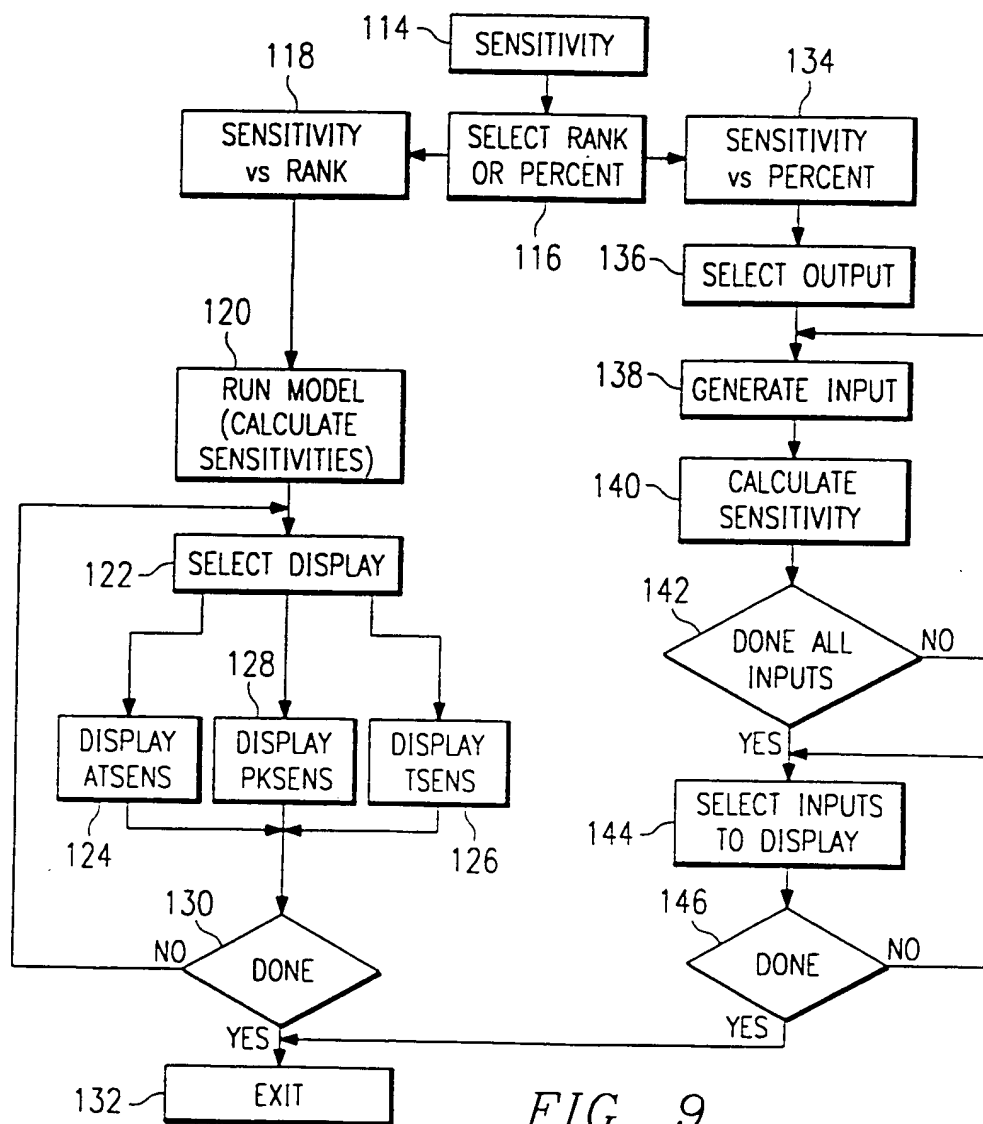 114
SENSITIVITY
118
134
SENSITIVITY
vs RANK
SELECT RANK
OR PERCENT
SENSITIVITY
vs PERCENT
116
136
SELECT OUTPUT
120
RUN MODEL
(CALCULATE
SENSITIVITIES)
138
GENERATE INPUT
140
CALCULATE
SENSITIVITY
122
SELECT DISPLAY
142
DONE ALL
INPUTS
NO
YES
128
DISPLAY
ATSENS
DISPLAY
PKSENS
DISPLAY
TSENS
124
126
144
SELECT INPUTS
TO DISPLAY
130
NO
DONE
YES
146
DONE
NO
YES
132
EXIT
FIG. 9